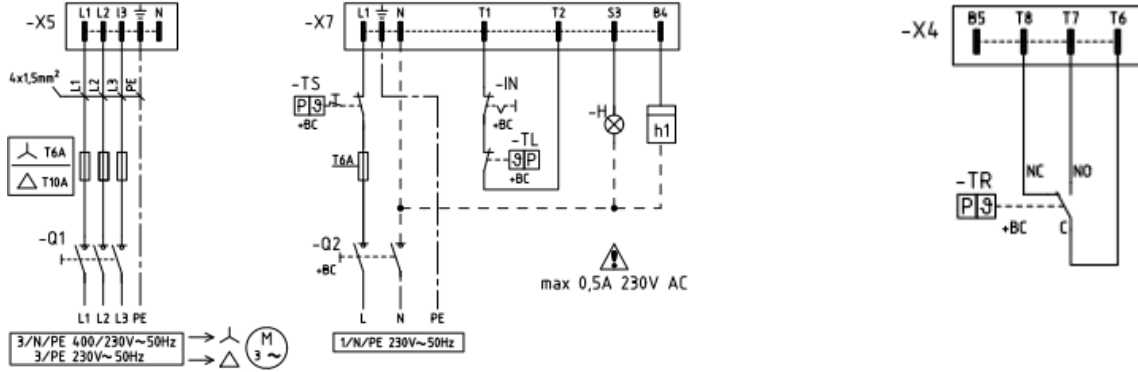 -X5
L1 L2 l3 N
L1 L2 L3 PE
4x1,5mm²
T6A
T10A
-Q1
L1 L2 L3 PE
3/N/PE 400/230V~50Hz
3/PE 230V~50Hz
M
3 ~
-X7
L1 N T1 T2 S3 B4
-TS
P ϑ
+BC
T6A
-Q2
+BC
L N PE
1/N/PE 230V~50Hz
-IN
+BC
-TL
ϑ P
+BC
-H
h1
max 0,5A 230V AC
-X4
B5 T8 T7 T6
NC NO
-TR
P ϑ
+BC C